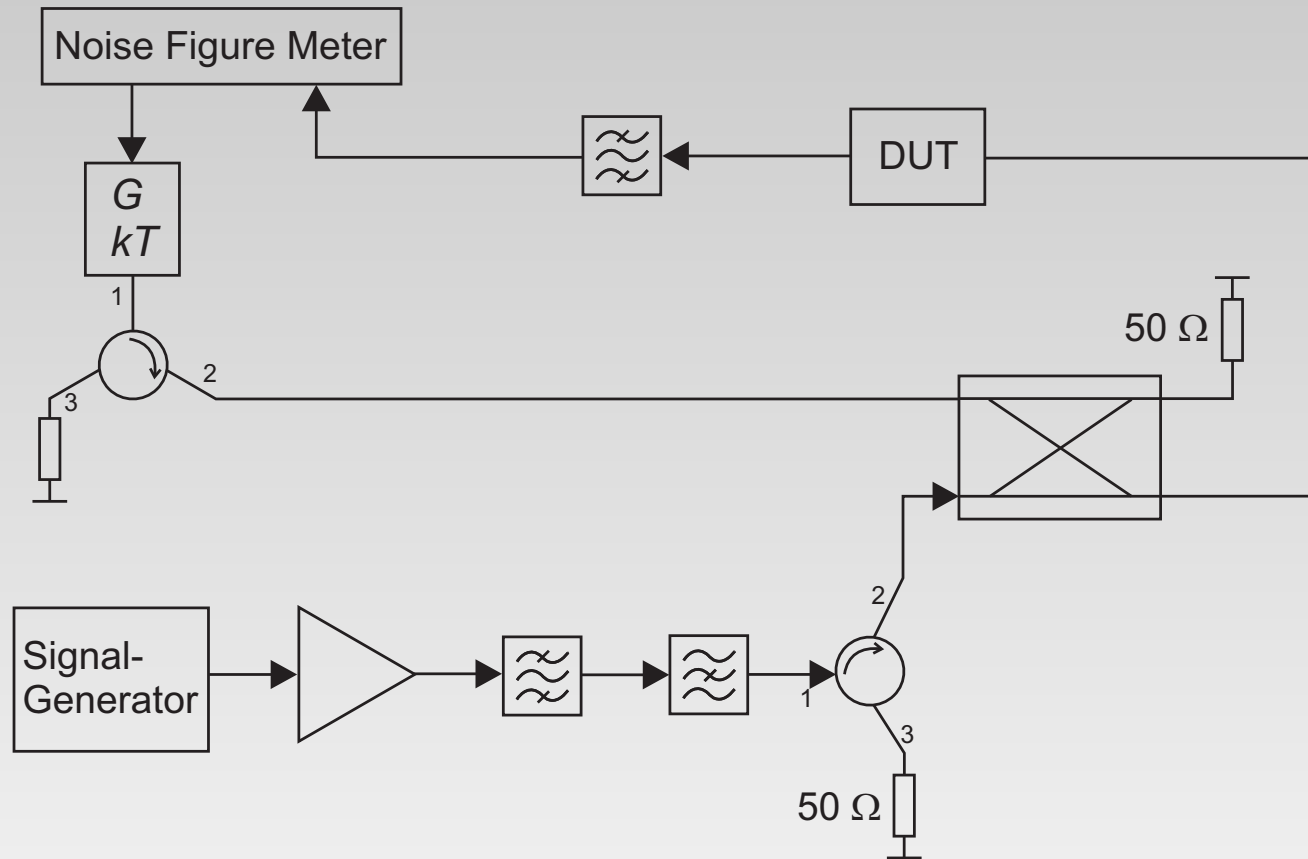 Noise Figure Meter
DUT
G
kT
1
2
3
50 Ω
Signal-
Generator
2
1
3
50 Ω